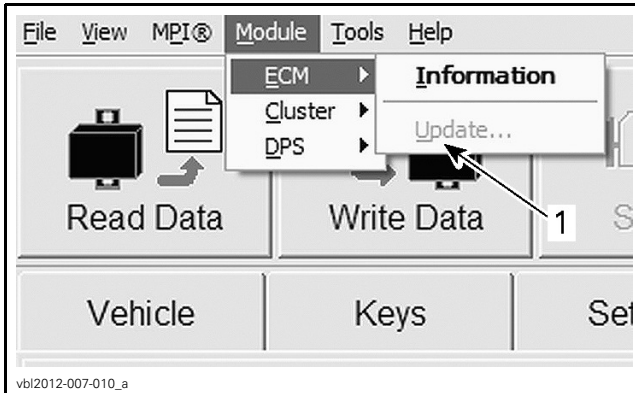 File View MPI® Module Tools Help
ECM Information
Cluster Update...
DPS
1
Read Data Write Data S
Vehicle Keys Set
vbl2012-007-010_a